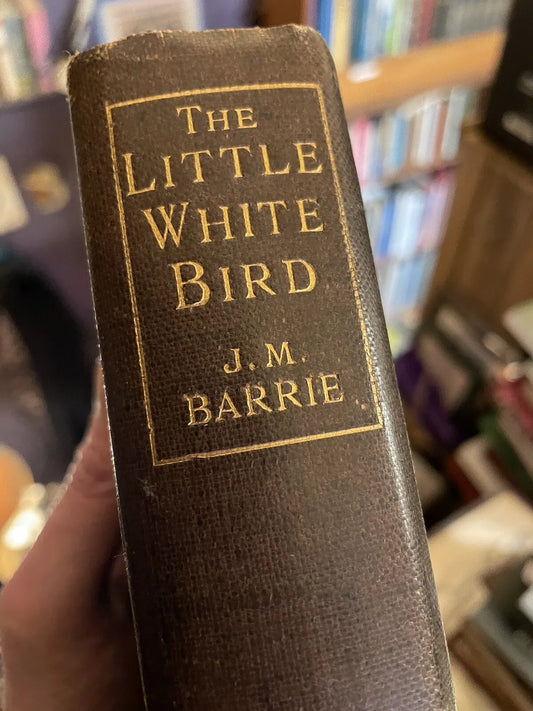 THE
LITTLE
WHITE
BIRD
J. M.
BARRIE